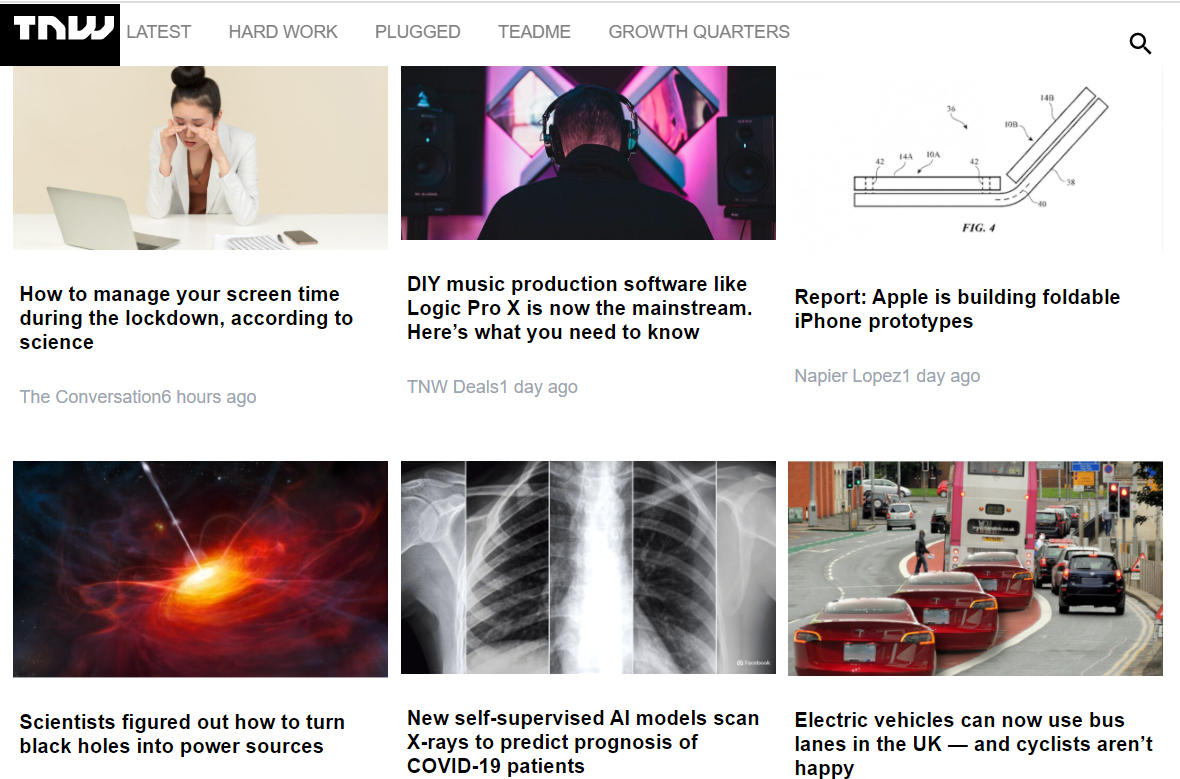 TNW LATEST HARD WORK PLUGGED TEADME GROWTH QUARTERS
36
14B
10B
42 14A 10A 42
38
40
FIG. 4
How to manage your screen time
during the lockdown, according to
science
The Conversation6 hours ago
DIY music production software like
Logic Pro X is now the mainstream.
Here’s what you need to know
TNW Deals1 day ago
Report: Apple is building foldable
iPhone prototypes
Napier Lopez1 day ago
Facebook
Scientists figured out how to turn
black holes into power sources
New self-supervised AI models scan
X-rays to predict prognosis of
COVID-19 patients
Electric vehicles can now use bus
lanes in the UK — and cyclists aren’t
happy